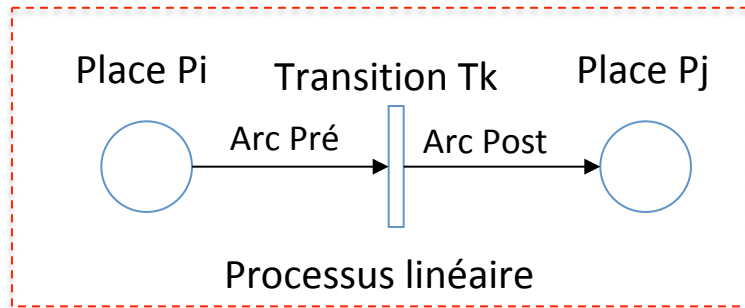 Place Pi
Transition Tk
Place Pj
Arc Pré
Arc Post
Processus linéaire